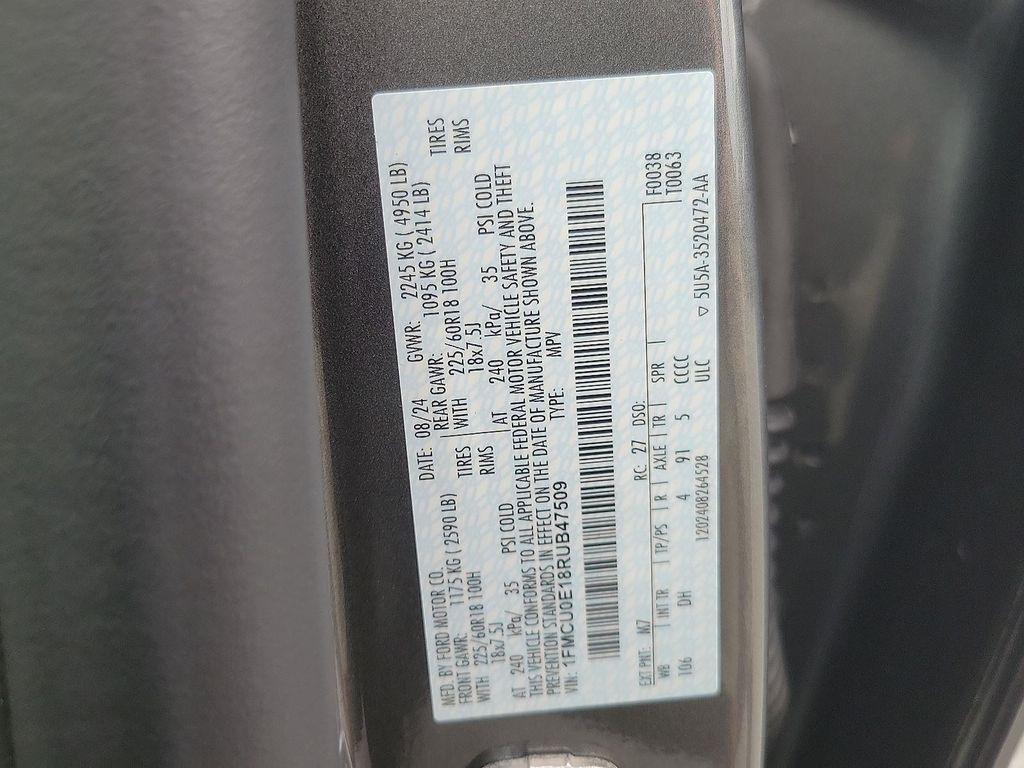 MFD. BY FORD MOTOR CO.
DATE: 08/24 GVWR: 2245 KG ( 4950 LB)
FRONT GAWR: 1175 KG ( 2590 LB) REAR GAWR: 1095 KG ( 2414 LB)
WITH 225/60R18 100H TIRES WITH 225/60R18 100H TIRES
18x7.5J RIMS 18x7.5J RIMS
AT 240 kPa/ 35 PSI COLD AT 240 kPa/ 35 PSI COLD
THIS VEHICLE CONFORMS TO ALL APPLICABLE FEDERAL MOTOR VEHICLE SAFETY AND THEFT
PREVENTION STANDARDS IN EFFECT ON THE DATE OF MANUFACTURE SHOWN ABOVE.
VIN: 1FMCU0E18RUB47509 TYPE: MPV
EXT PNT: M7 RC: 27 DSO: F0038
WB INT TR TP/PS R AXLE TR SPR T0063
106 DH 4 91 5 CCCC
1202408264528 ULC ▽ 5U5A-3520472-AA